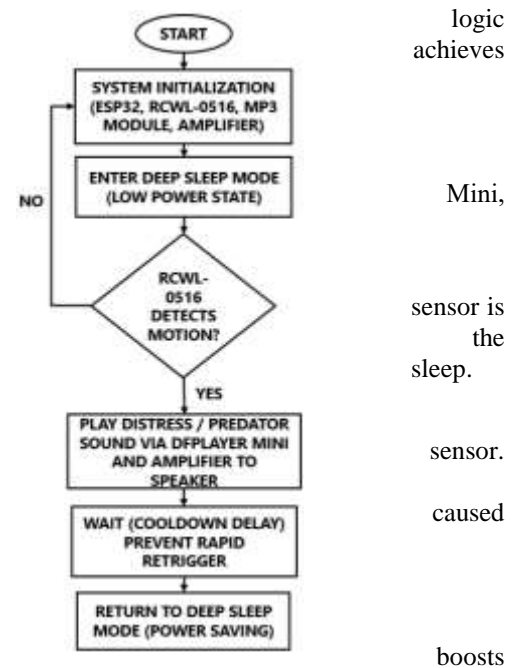 logic
START
achieves
SYSTEM INITIALIZATION
(ESP32, RCWL-0516, MP3
MODULE, AMPLIFIER)
ENTER DEEP SLEEP MODE
(LOW POWER STATE)
NO
Mini,
RCWL-
0516
DETECTS
MOTION?
sensor is
the
sleep.
YES
PLAY DISTRESS / PREDATOR
SOUND VIA DFPLAYER MINI
AND AMPLIFIER TO
SPEAKER
sensor.
WAIT (COOLDOWN DELAY)
PREVENT RAPID
RETRIGGER
caused
RETURN TO DEEP SLEEP
MODE (POWER SAVING)
boosts